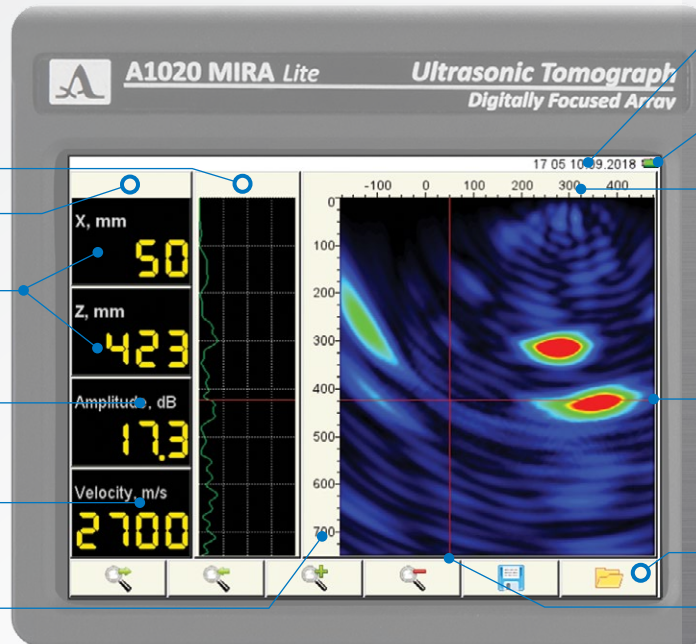 A1020 MIRA Lite
Ultrasonic Tomograph
Digitally Focused Array
17 05 10.09.2018
-100 0 100 200 300 400
X, mm
50
Z, mm
423
Amplitude, dB
17.3
Velocity, m/s
2700
0
100
200
300
400
500
600
700